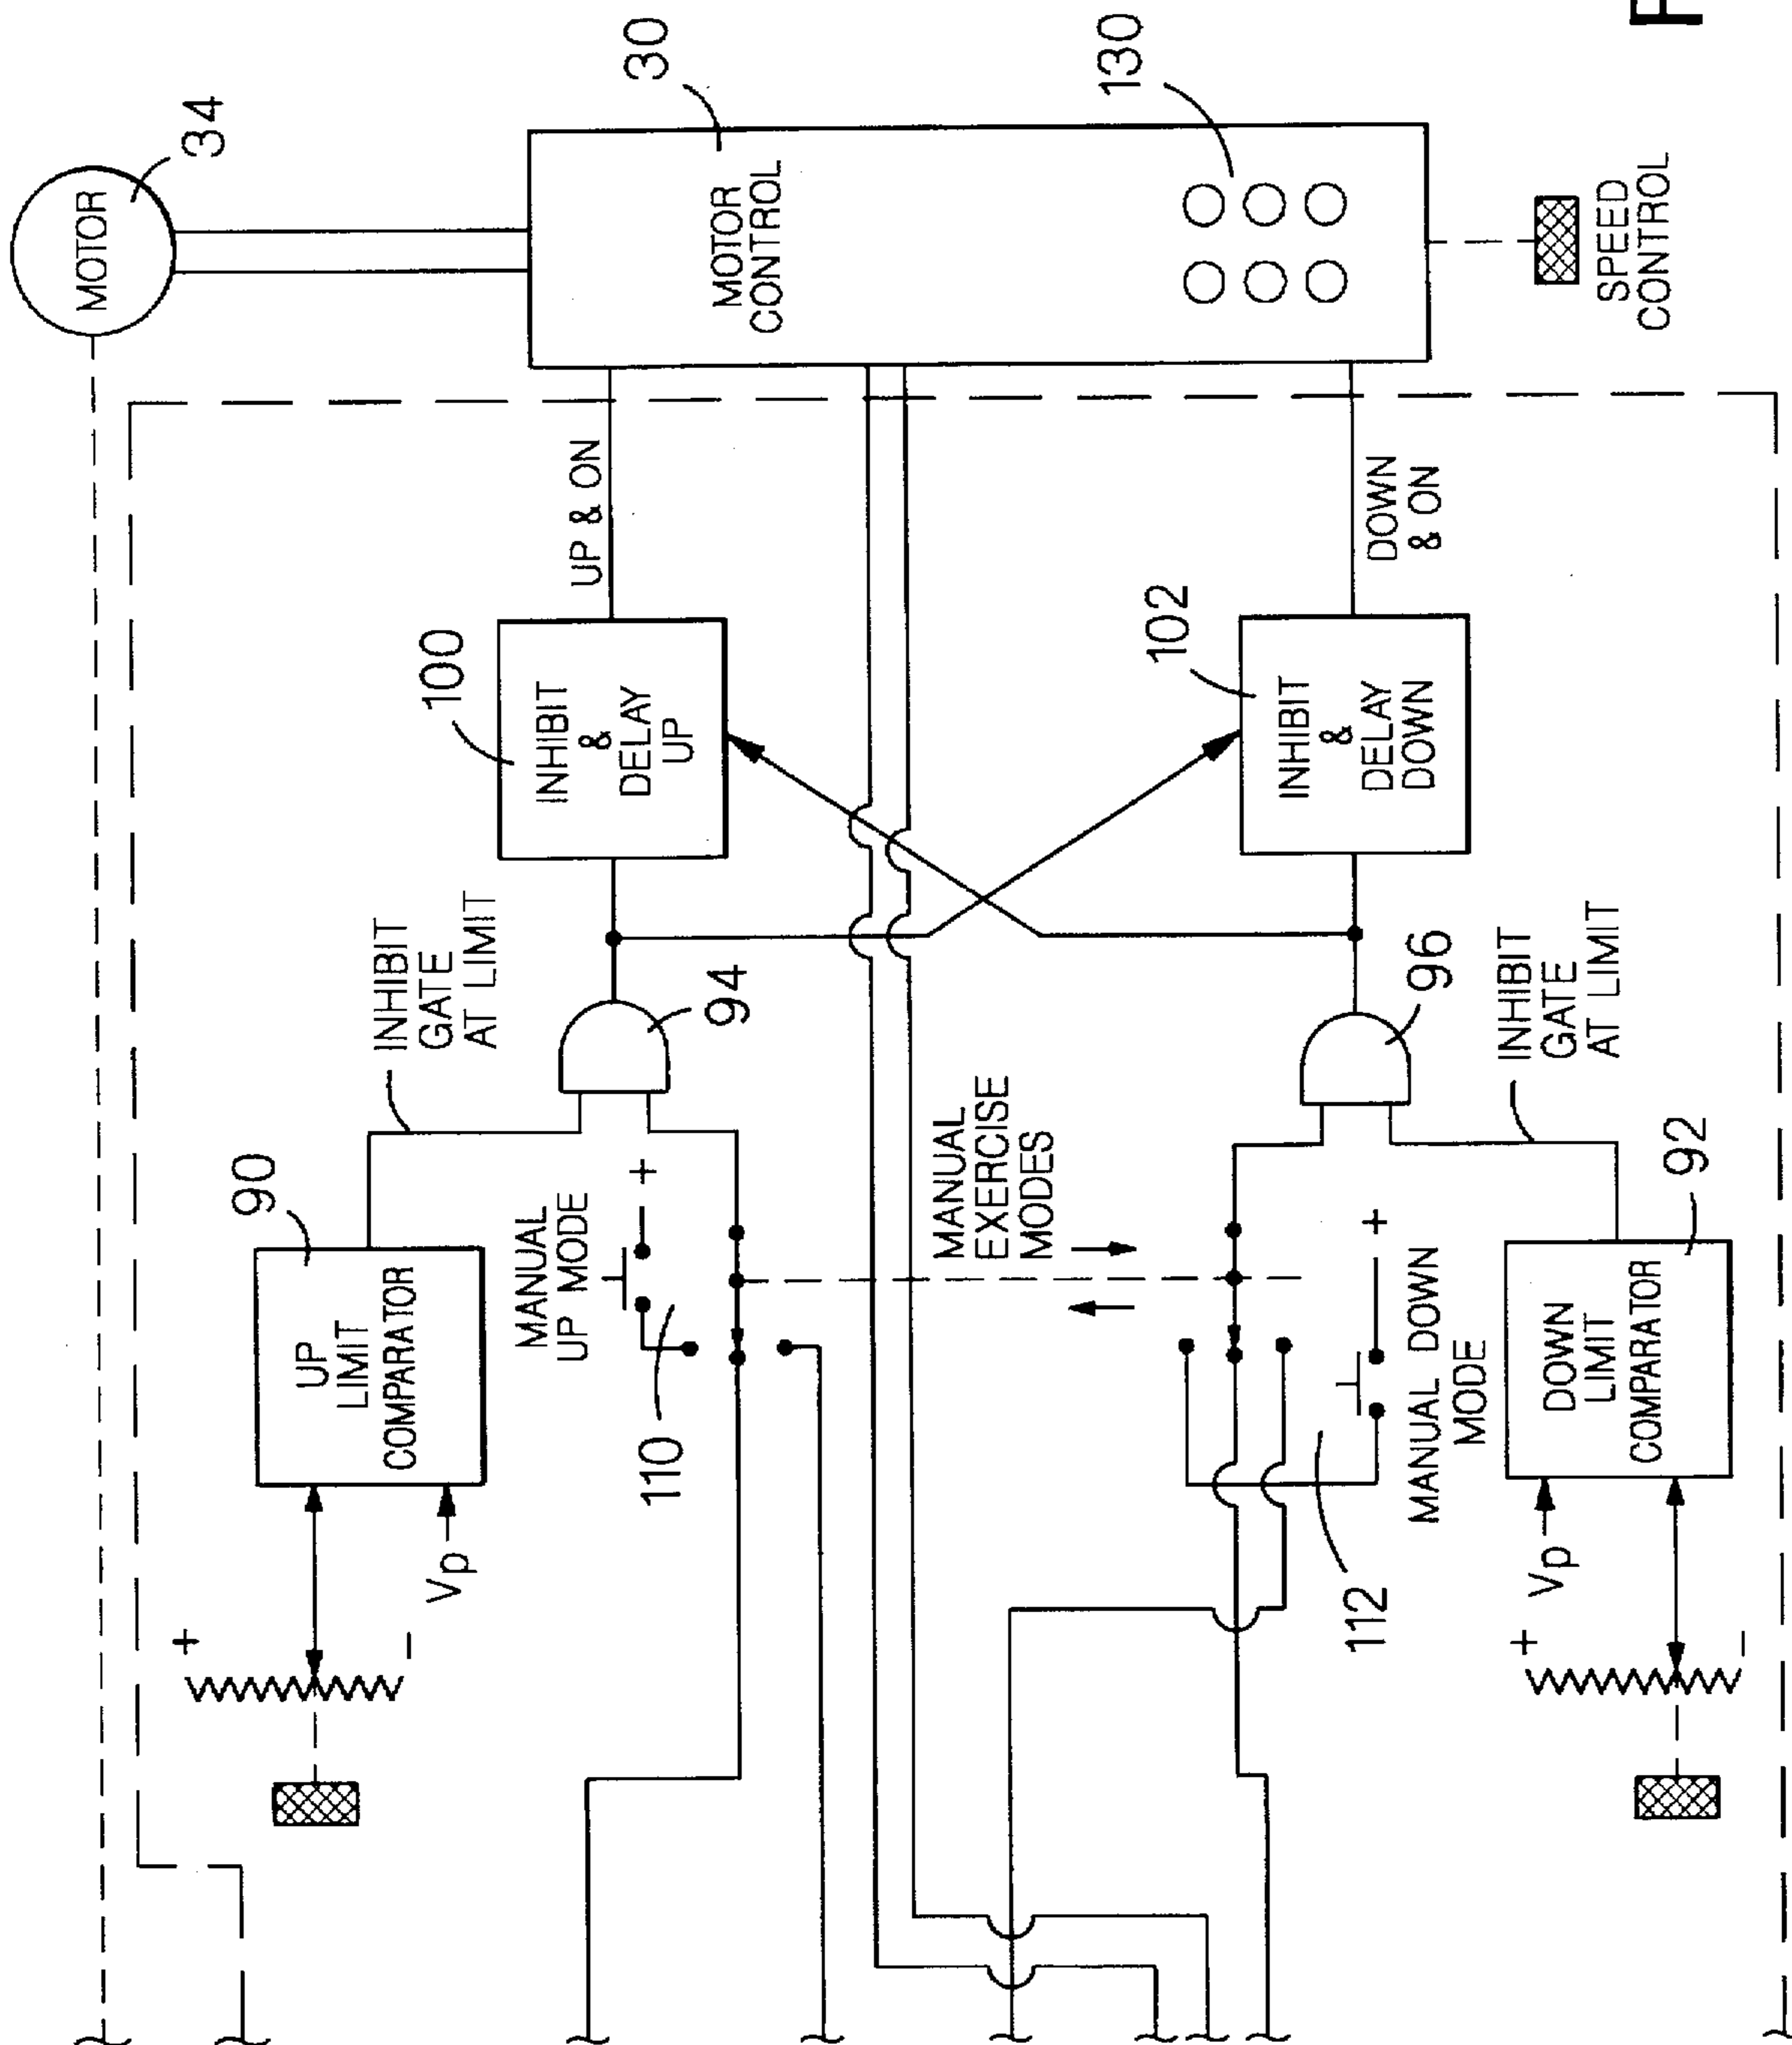 MOTOR
34
30
MOTOR
CONTROL
130
SPEED
CONTROL
UP & ON
DOWN
& ON
100
INHIBIT
&
DELAY
UP
102
INHIBIT
&
DELAY
DOWN
INHIBIT
GATE
AT LIMIT
94
96
INHIBIT
GATE
AT LIMIT
90
UP
LIMIT
COMPARATOR
MANUAL
UP MODE
+
110
MANUAL
EXERCISE
MODES
+
MANUAL DOWN
MODE
112
92
DOWN
LIMIT
COMPARATOR
Vp
+
-
Vp
+
-
F